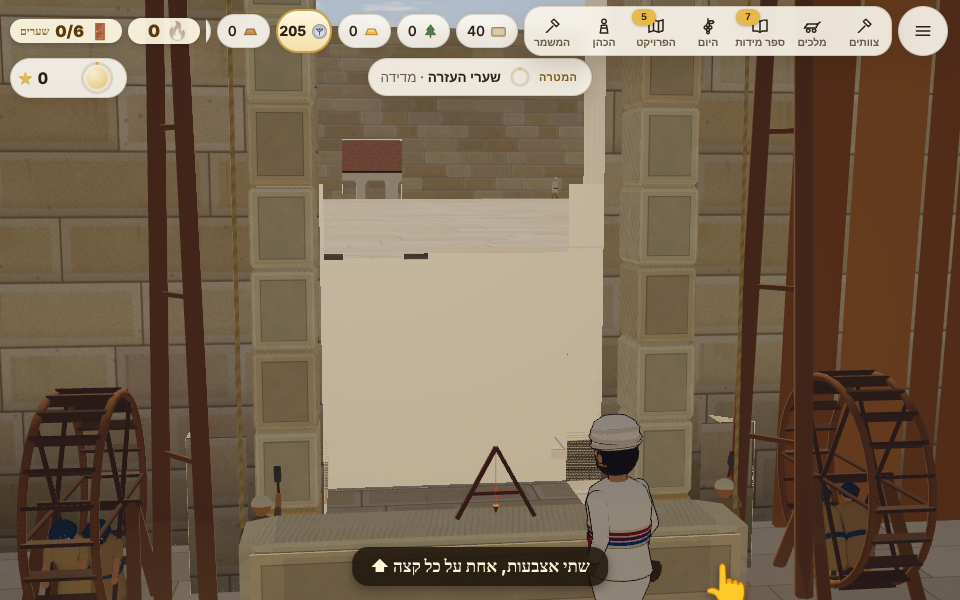 שערים 0/6
0
0
205
0
0
40
המשמר
הכהן
5
הפרויקט
היום
7
ספר מידות
מלכים
צוותים
0
המטרה
שערי העזרה · מדידה
שתי אצבעות, אחת על כל קצה